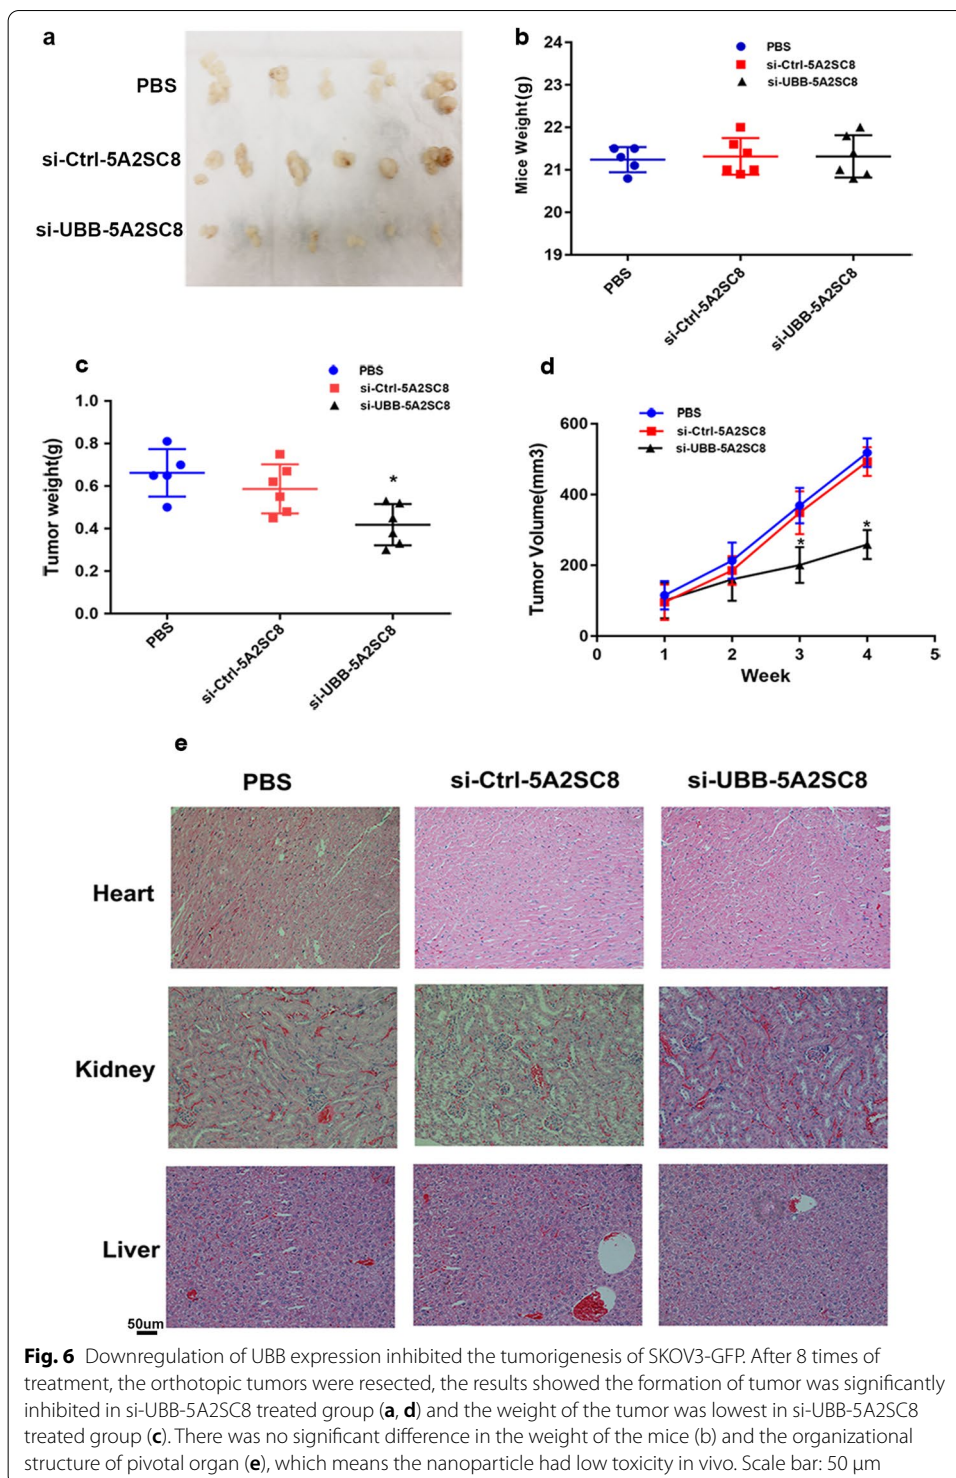 a
PBS
si-Ctrl-5A2SC8
si-UBB-5A2SC8
b
PBS
si-Ctrl-5A2SC8
si-UBB-5A2SC8
24
23
22
21
20
19
Mice Weight(g)
PBS
si-Ctrl-5A2SC8
si-UBB-5A2SC8
c
PBS
si-Ctrl-5A2SC8
si-UBB-5A2SC8
1.0
0.8
0.6
0.4
0.2
0.0
Tumor weight(g)
*
PBS
si-Ctrl-5A2SC8
si-UBB-5A2SC8
d
PBS
si-Ctrl-5A2SC8
si-UBB-5A2SC8
600
400
200
0
Tumor Volume(mm3)
*
*
0 1 2 3 4 5
Week
e
PBS si-Ctrl-5A2SC8 si-UBB-5A2SC8
Heart
Kidney
Liver
50um
Fig. 6 Downregulation of UBB expression inhibited the tumorigenesis of SKOV3-GFP. After 8 times of
treatment, the orthotopic tumors were resected, the results showed the formation of tumor was significantly
inhibited in si-UBB-5A2SC8 treated group (a, d) and the weight of the tumor was lowest in si-UBB-5A2SC8
treated group (c). There was no significant difference in the weight of the mice (b) and the organizational
structure of pivotal organ (e), which means the nanoparticle had low toxicity in vivo. Scale bar: 50 μm